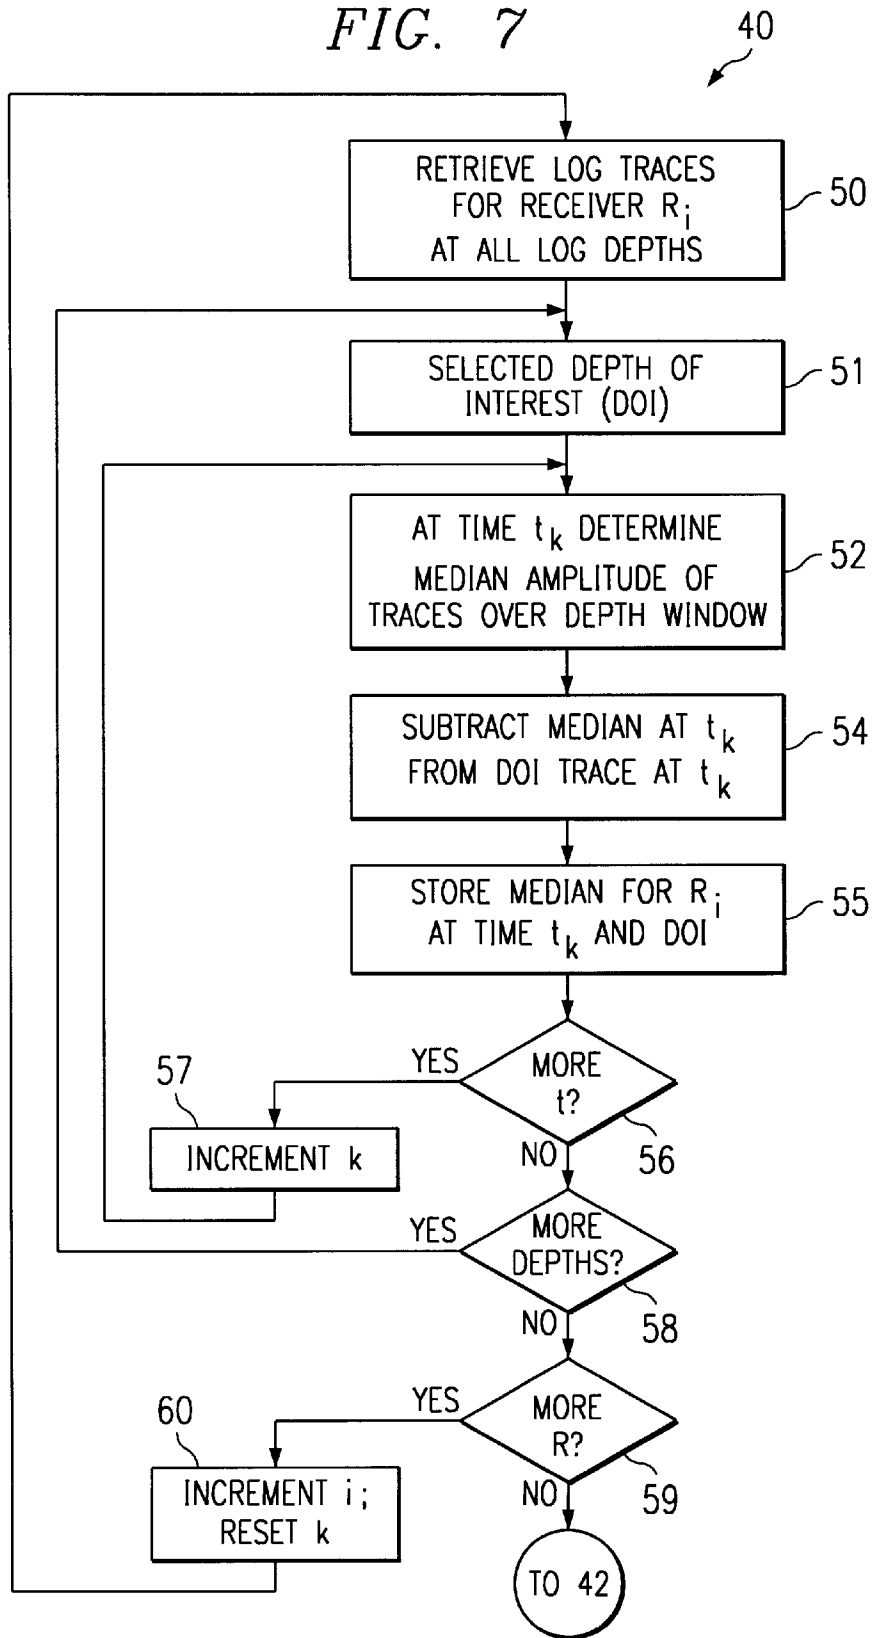 FIG. 7
40
RETRIEVE LOG TRACES
FOR RECEIVER Ri
AT ALL LOG DEPTHS
50
SELECTED DEPTH OF
INTEREST (DOI)
51
AT TIME tk DETERMINE
MEDIAN AMPLITUDE OF
TRACES OVER DEPTH WINDOW
52
SUBTRACT MEDIAN AT tk
FROM DOI TRACE AT tk
54
STORE MEDIAN FOR Ri
AT TIME tk AND DOI
55
MORE
t?
56
YES
57
INCREMENT k
NO
MORE
DEPTHS?
58
YES
NO
MORE
R?
59
YES
60
INCREMENT i;
RESET k
NO
TO 42